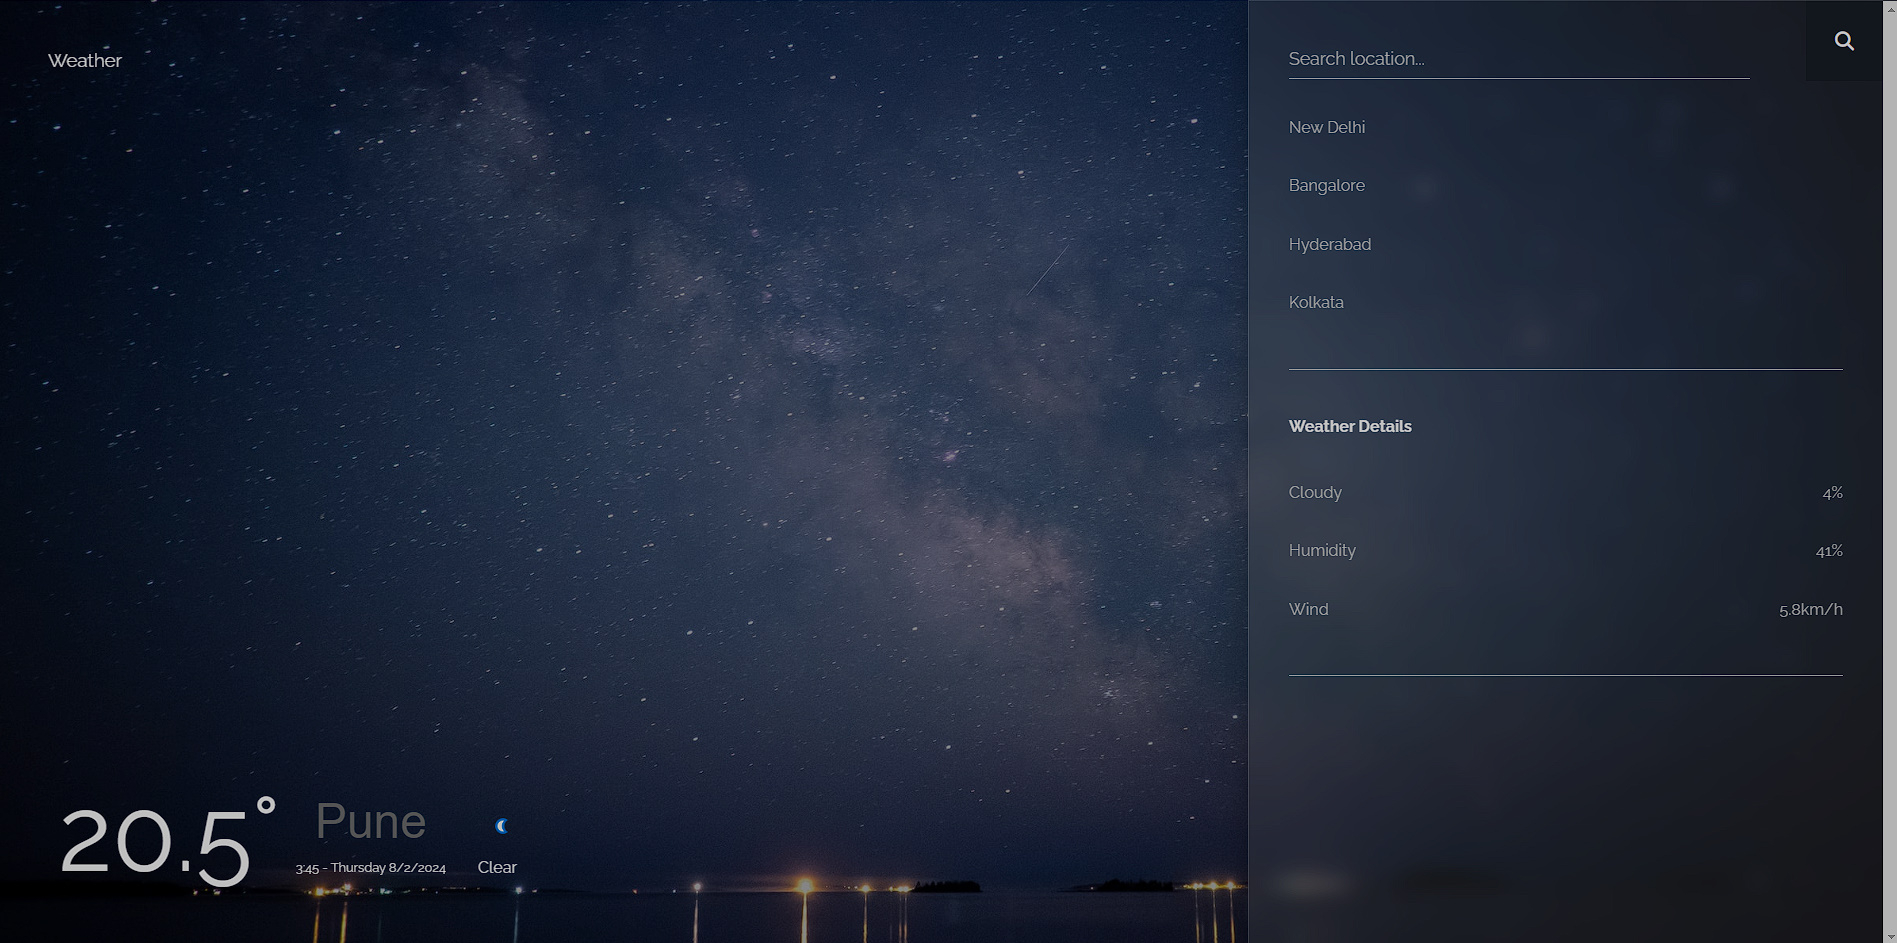 Weather
20.5°
Pune
3:45 - Thursday 8/2/2024
Clear
Search location...
New Delhi
Bangalore
Hyderabad
Kolkata
Weather Details
Cloudy 4%
Humidity 41%
Wind 5.8km/h